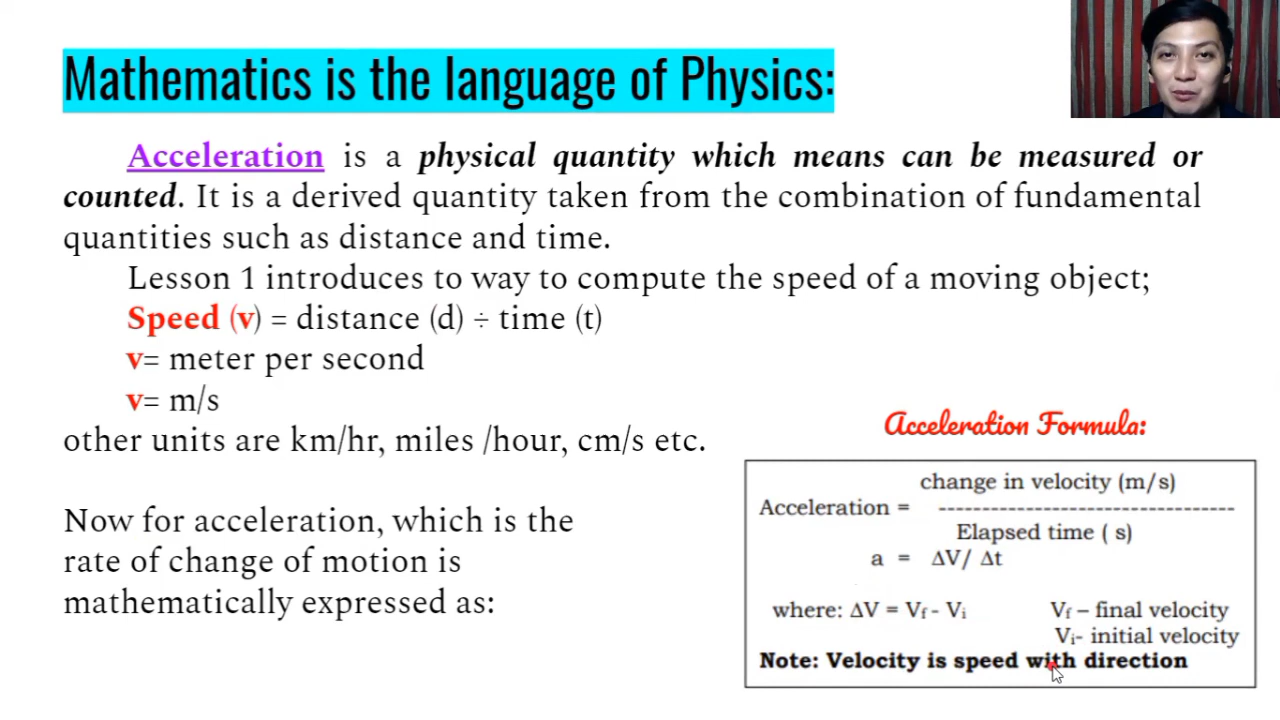 Mathematics is the language of Physics:
Acceleration is a physical quantity which means can be measured or
counted. It is a derived quantity taken from the combination of fundamental
quantities such as distance and time.
Lesson 1 introduces to way to compute the speed of a moving object;
Speed (v) = distance (d) ÷ time (t)
v= meter per second
v= m/s
other units are km/hr, miles /hour, cm/s etc.
Now for acceleration, which is the
rate of change of motion is
mathematically expressed as:
Acceleration Formula:
change in velocity (m/s)
Acceleration = ----------------------------------
Elapsed time ( s)
a = ΔV/ Δt
where: ΔV = Vf - Vi Vf – final velocity
Vi- initial velocity
Note: Velocity is speed with direction